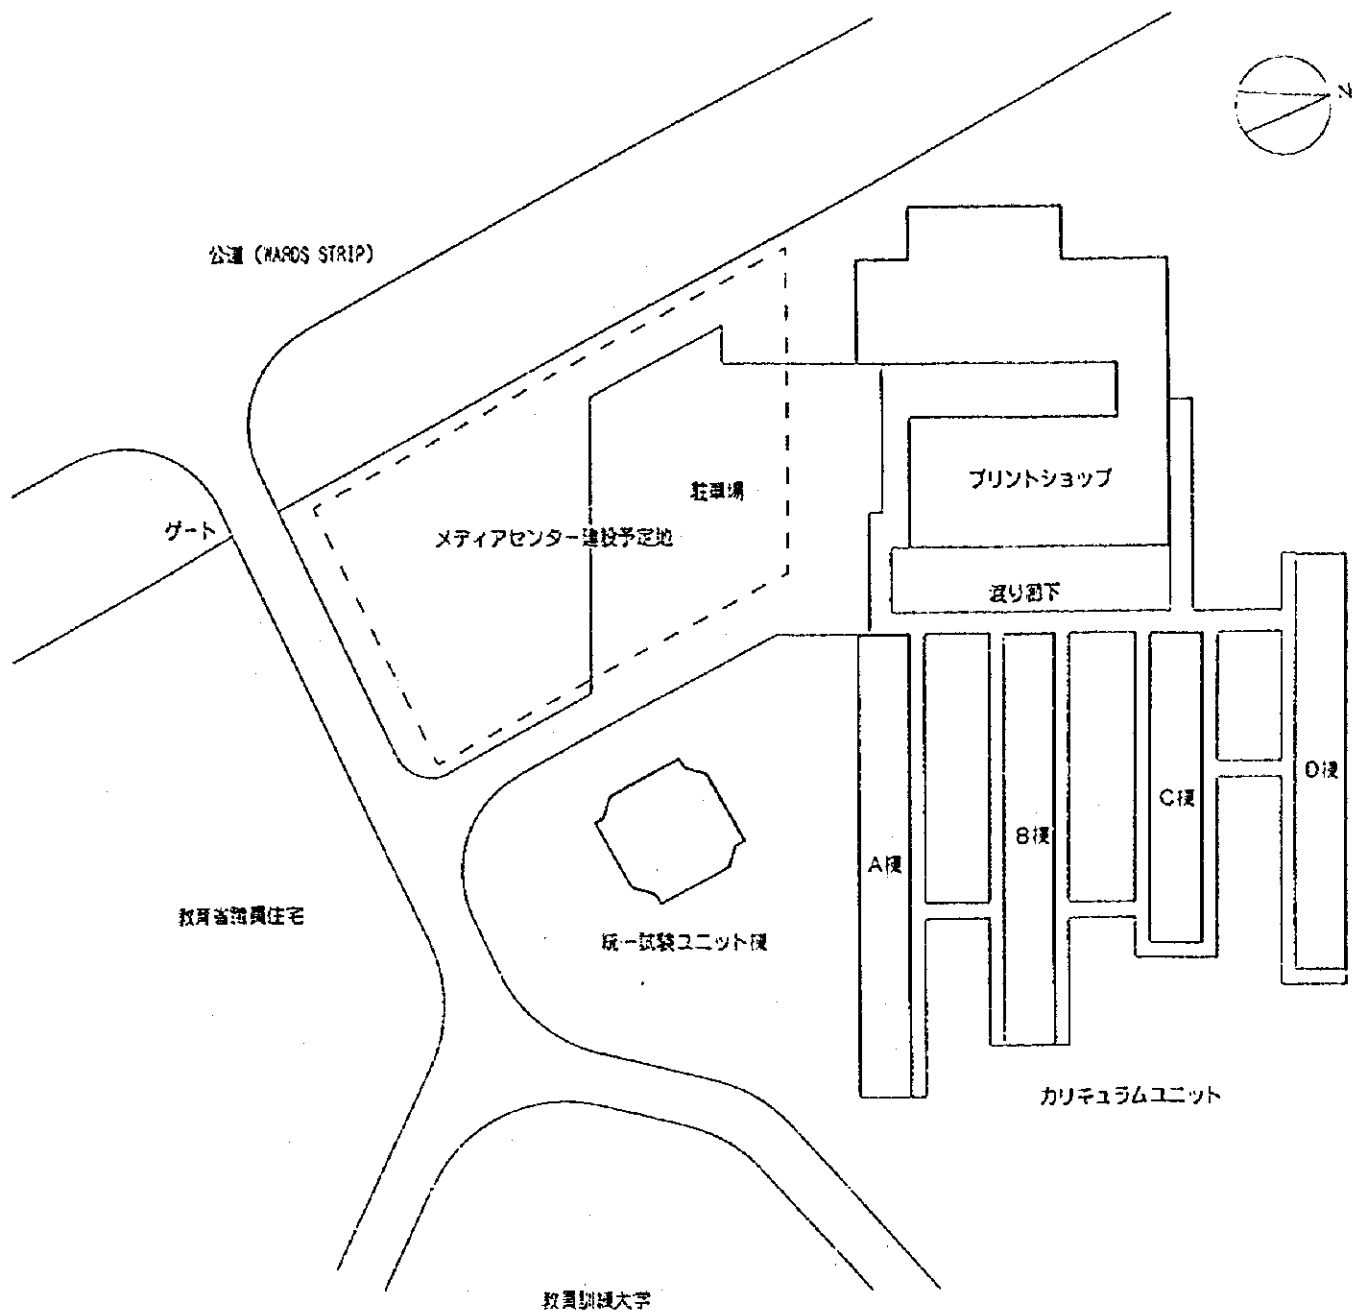 Z
公道 (WARDS STRIP)
プリントショップ
駐車場
ゲート
メディアセンター建設予定地
渡り廊下
D棟
C棟
B棟
A棟
教育省職員住宅
統一試験ユニット棟
カリキュラムユニット
教員訓練大学